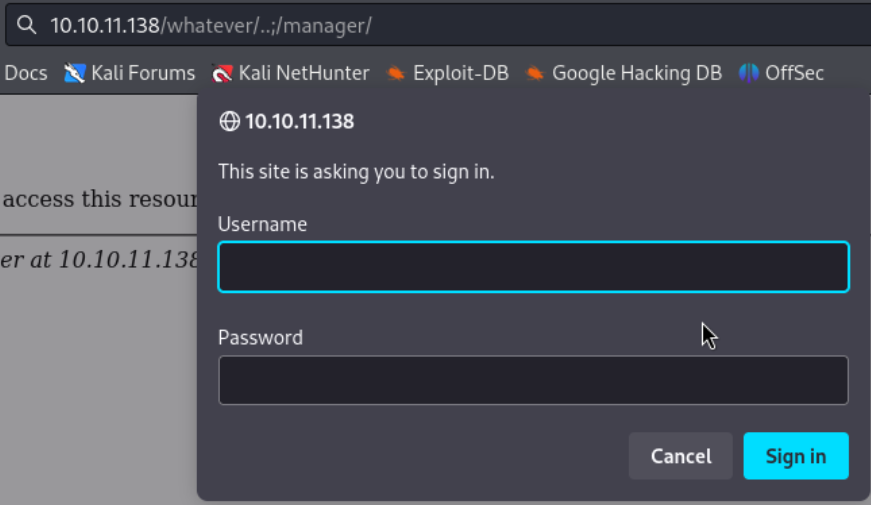 10.10.11.138/whatever/..;/manager/
Docs Kali Forums Kali NetHunter Exploit-DB Google Hacking DB OffSec
10.10.11.138
This site is asking you to sign in.
access this resour
Username
er at 10.10.11.138
Password
Cancel Sign in